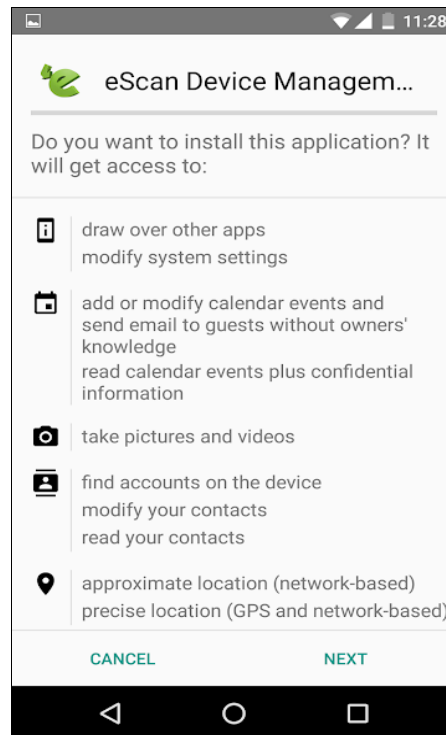 11:28
eScan Device Managem...
Do you want to install this application? It
will get access to:
draw over other apps
modify system settings
add or modify calendar events and
send email to guests without owners'
knowledge
read calendar events plus confidential
information
take pictures and videos
find accounts on the device
modify your contacts
read your contacts
approximate location (network-based)
precise location (GPS and network-based)
CANCEL NEXT